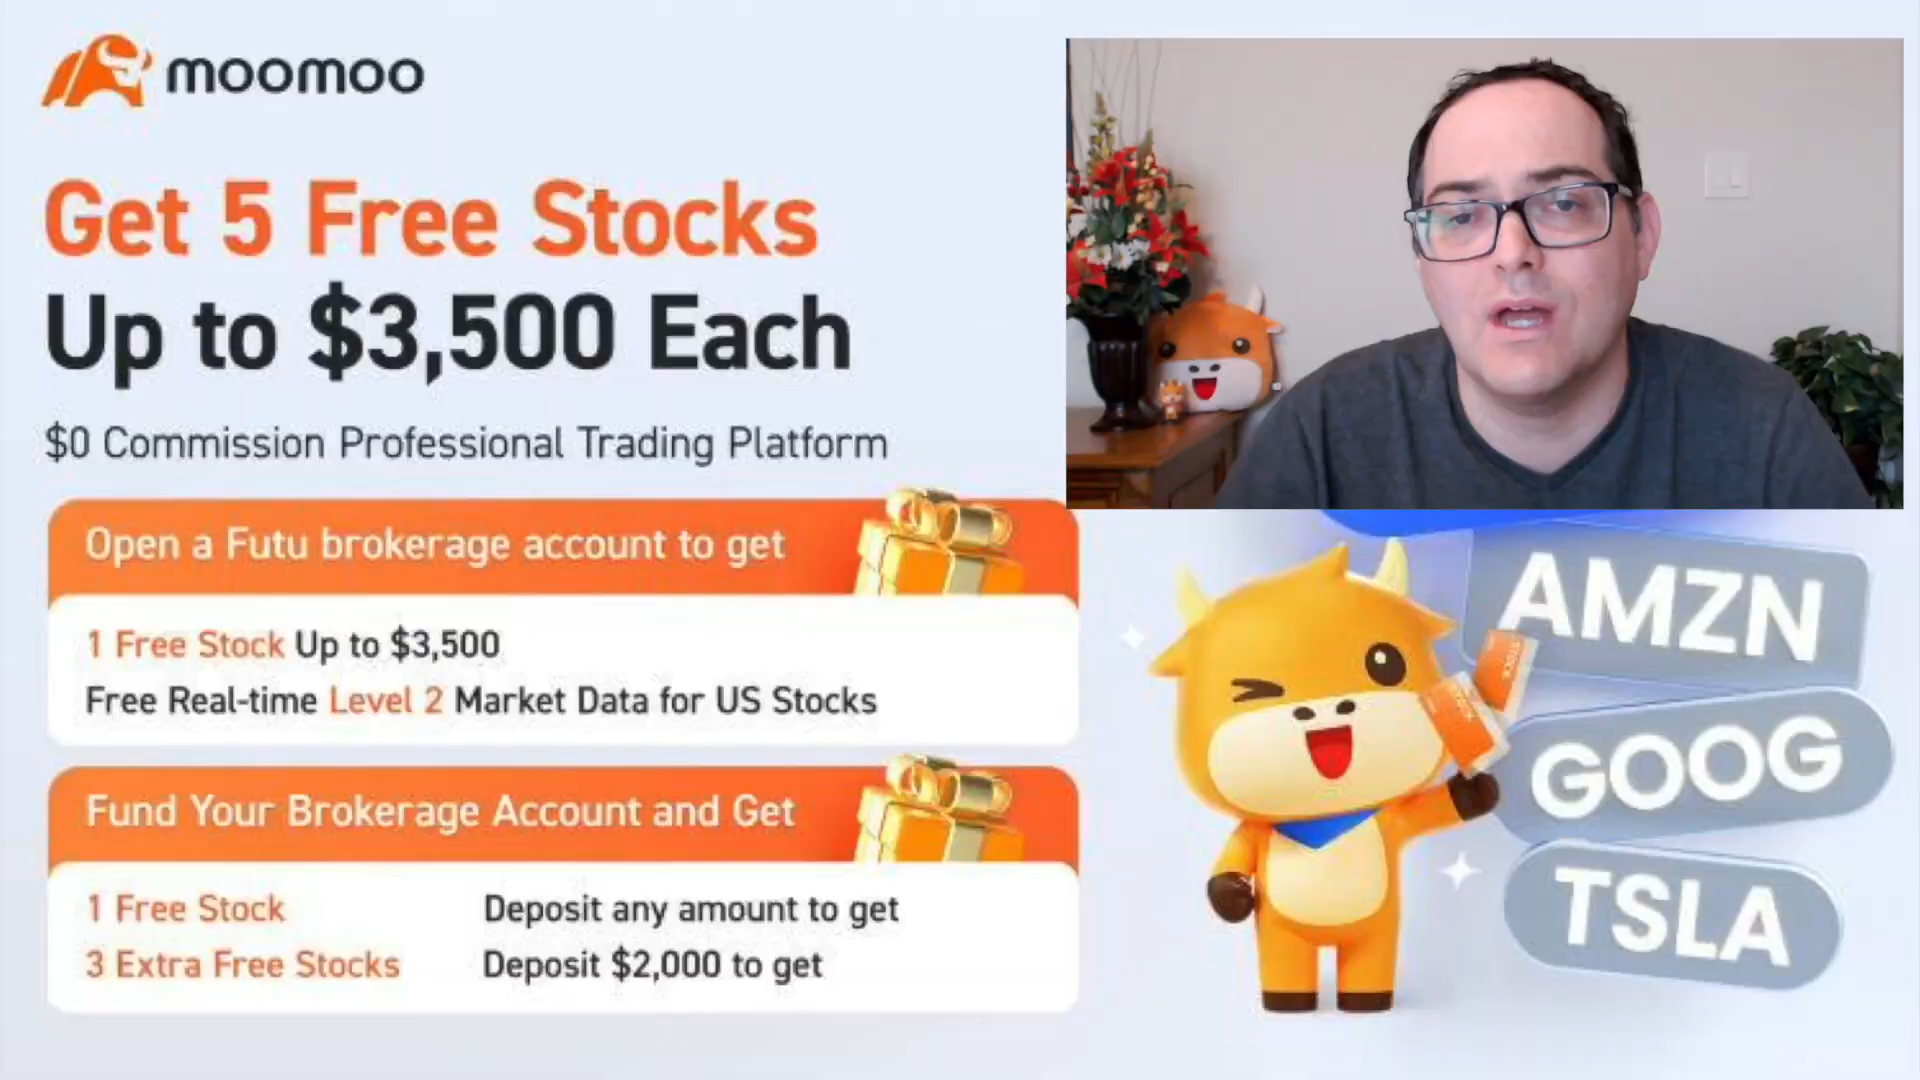 moomoo
Get 5 Free Stocks
Up to $3,500 Each
$0 Commission Professional Trading Platform
Open a Futu brokerage account to get
1 Free Stock Up to $3,500
Free Real-time Level 2 Market Data for US Stocks
Fund Your Brokerage Account and Get
1 Free Stock Deposit any amount to get
3 Extra Free Stocks Deposit $2,000 to get
AMZN
GOOG
TSLA